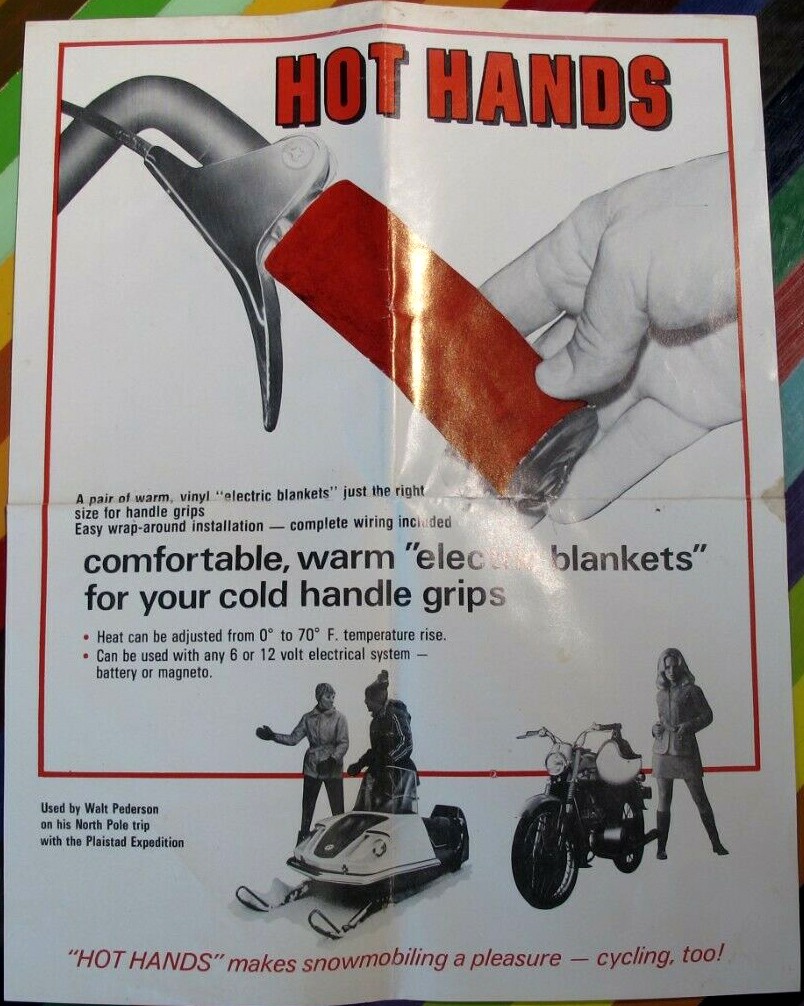 HOT HANDS
A pair of warm, vinyl "electric blankets" just the right
size for handle grips
Easy wrap-around installation — complete wiring included
comfortable, warm "electric blankets"
for your cold handle grips
• Heat can be adjusted from 0° to 70° F. temperature rise.
• Can be used with any 6 or 12 volt electrical system —
battery or magneto.
Used by Walt Pederson
on his North Pole trip
with the Plaistad Expedition
"HOT HANDS" makes snowmobiling a pleasure — cycling, too!